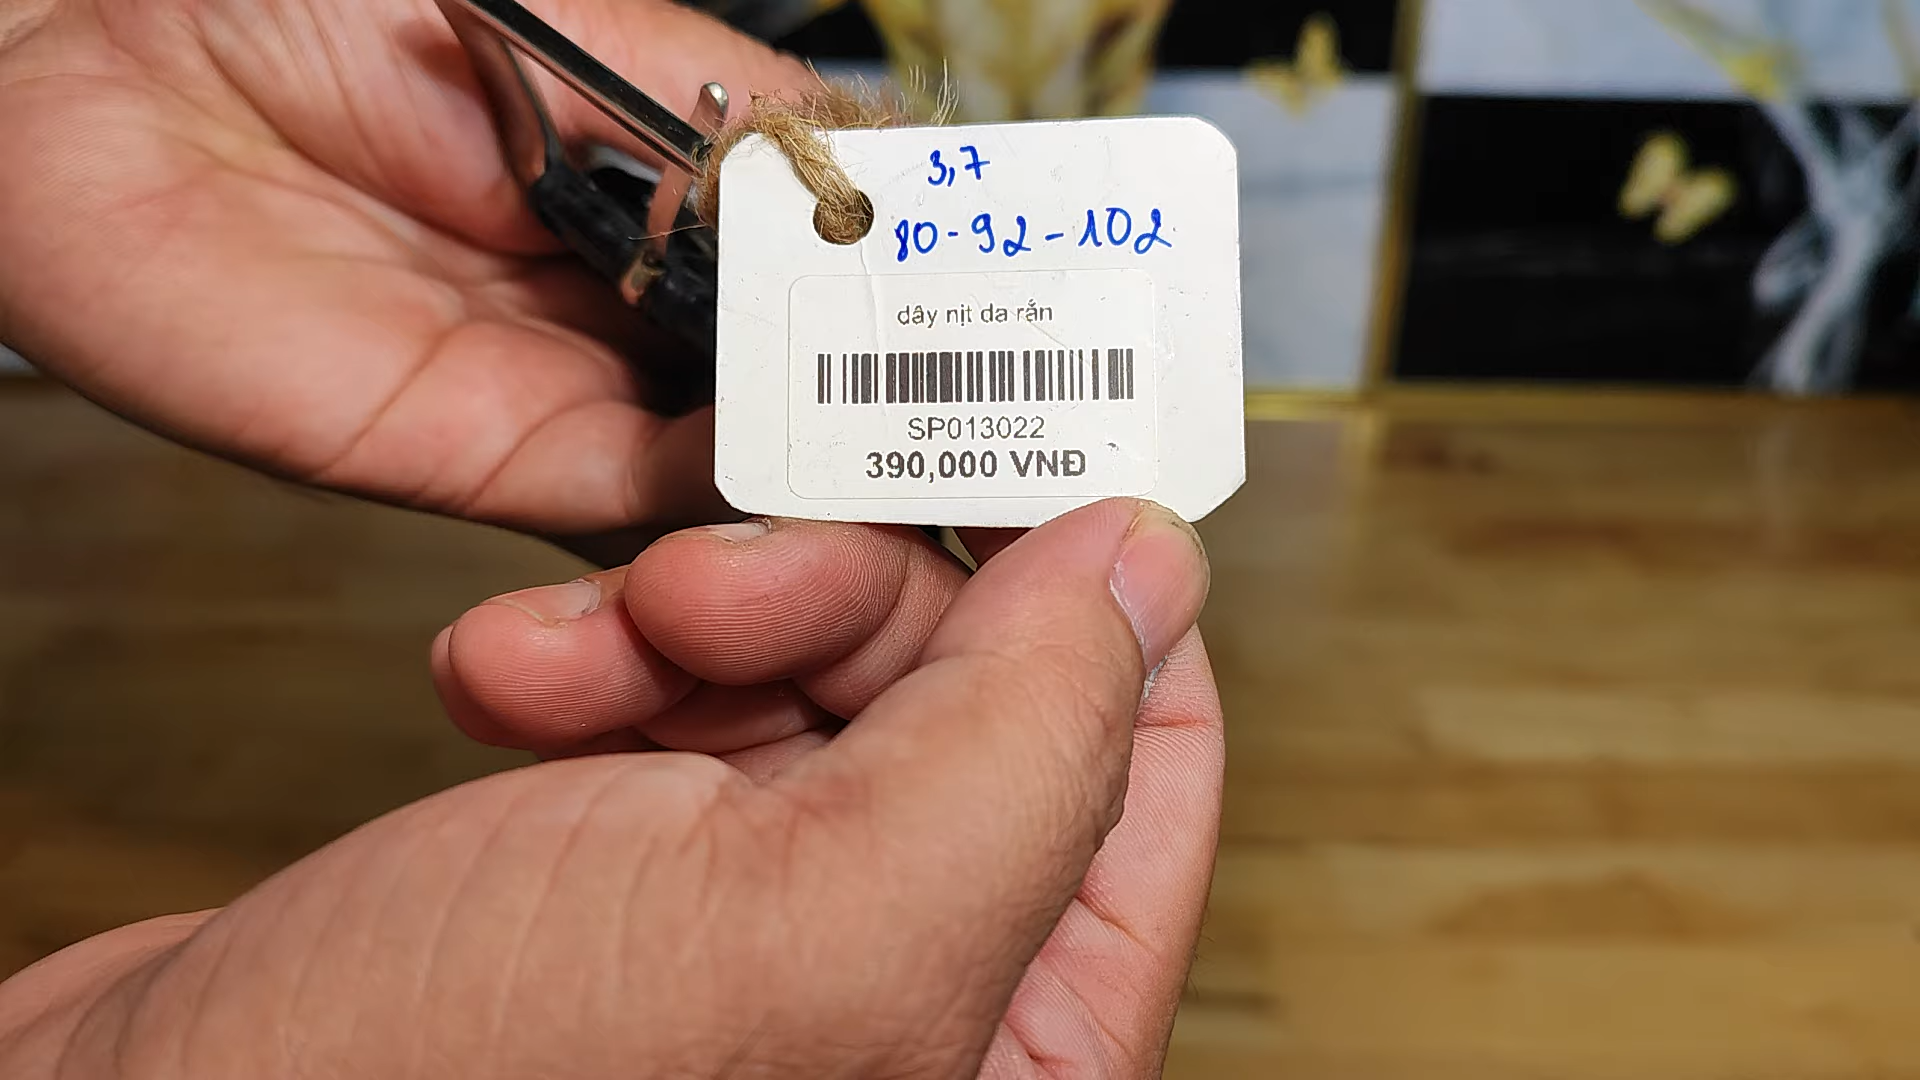 3,7
80-92-102
dây nịt da rắn
SP013022
390,000 VNĐ